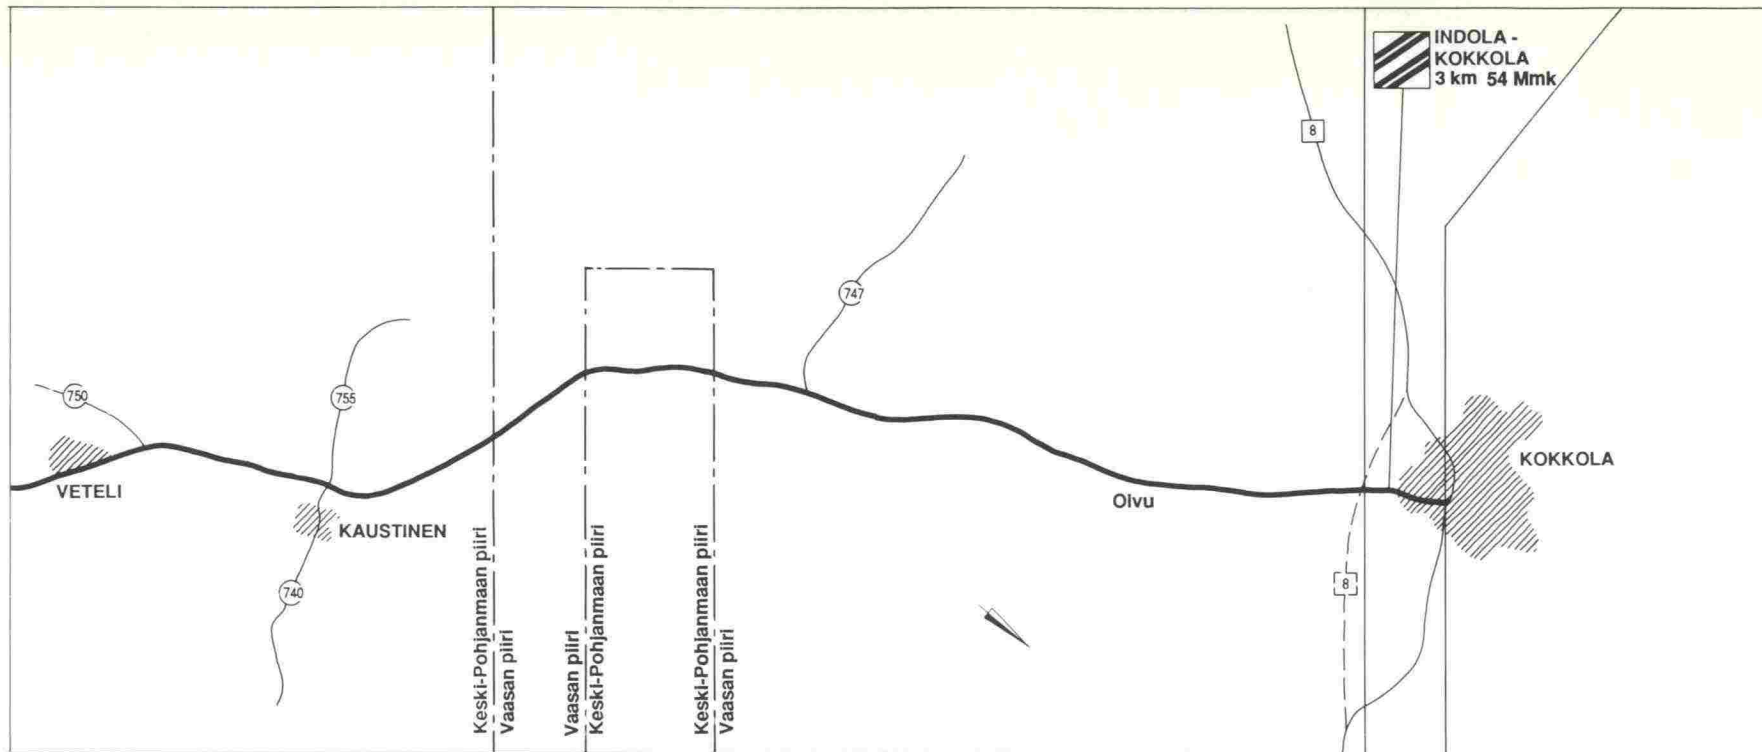 INDOLA -
KOKKOLA
3 km 54 Mmk
8
747
750
755
VETELI
KAUSTINEN
740
Oivu
KOKKOLA
8
Keski-Pohjanmaan piiri
Vaasan piiri
Vaasan piiri
Keski-Pohjanmaan piiri
Keski-Pohjanmaan piiri
Vaasan piiri